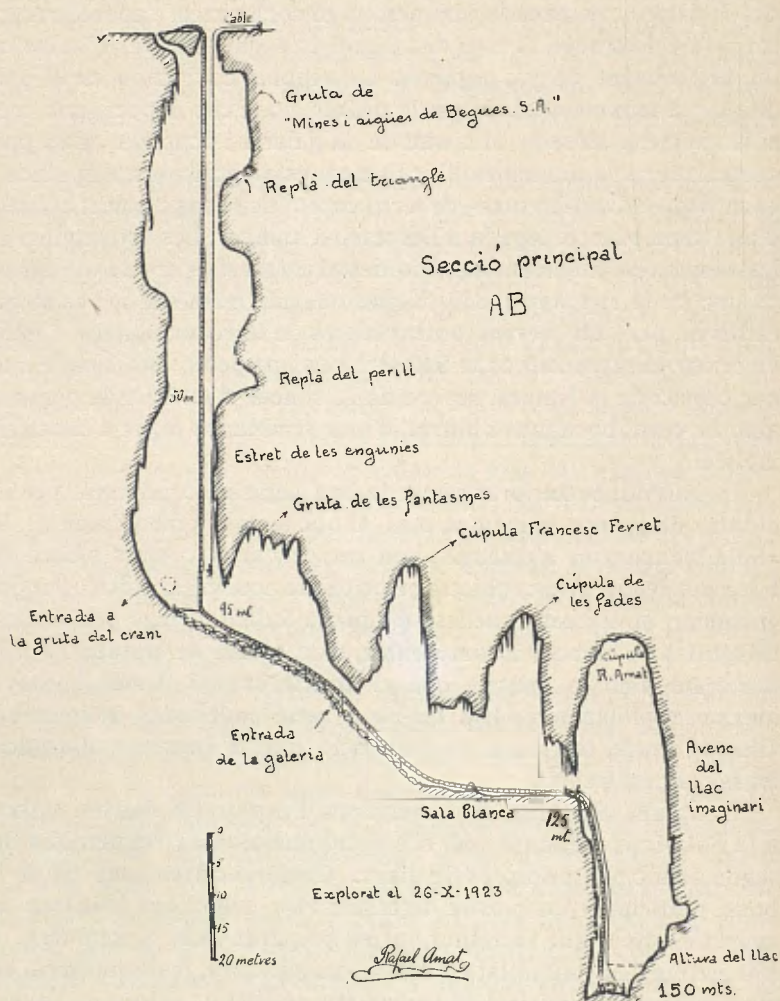 Cable
Gruta de
"Mines i aigües de Begues. S.A."
Replà del triangle
Secció principal
AB
Replà del perill
50 m
Estret de les engunies
Gruta de les fantasmes
Cúpula Francesc Ferret
Cúpula de
les fades
Entrada a
la gruta del crani
95 mt
cúpula
R. Amat
Entrada
de la galeria
Avenc
del
llac
imaginari
Sala Blanca
125
mt.
0
5
10
15
20 metres
Explorat el 26-X-1923
Rafael Amat
Altura del llac
150 mts.